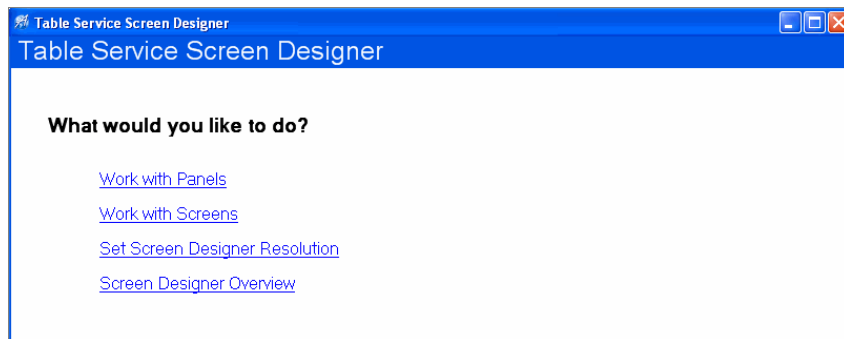 Table Service Screen Designer
Table Service Screen Designer
What would you like to do?
Work with Panels
Work with Screens
Set Screen Designer Resolution
Screen Designer Overview